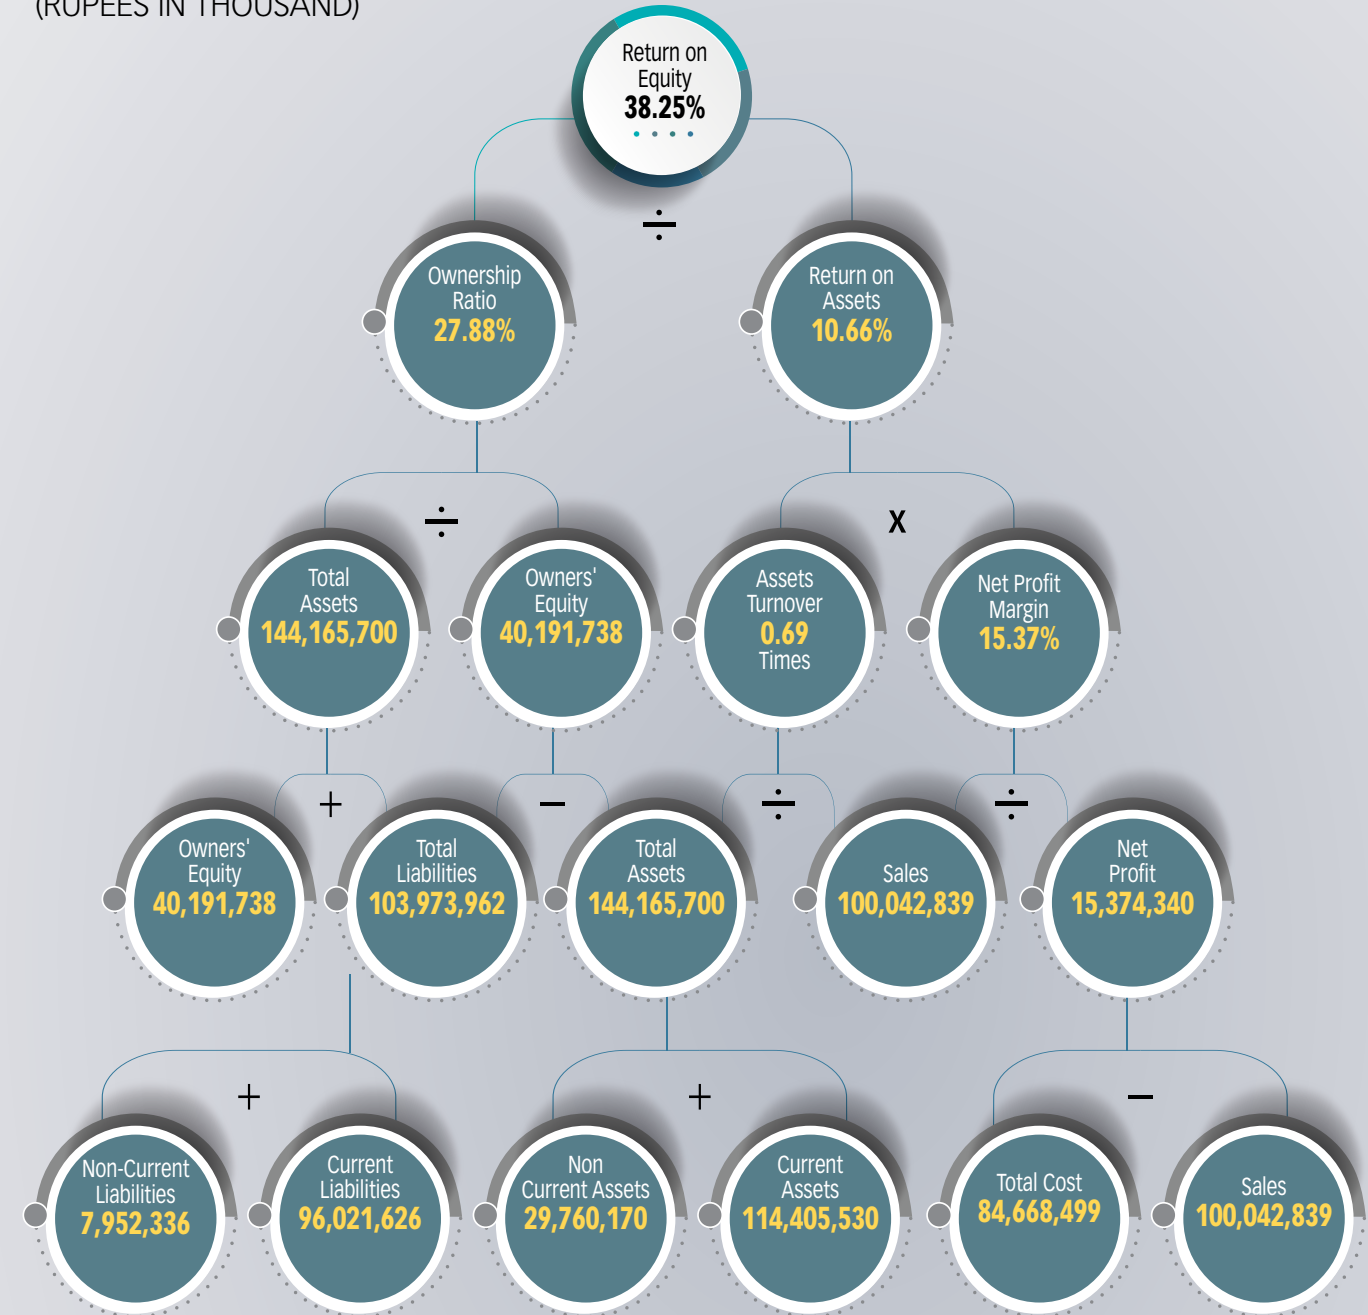 (RUPEES IN THOUSAND)
Return on
Equity
38.25%
÷
Ownership
Ratio
27.88%
Return on
Assets
10.66%
÷
x
Total
Assets
144,165,700
Owners'
Equity
40,191,738
Assets
Turnover
0.69
Times
Net Profit
Margin
15.37%
+
−
÷
÷
Owners'
Equity
40,191,738
Total
Liabilities
103,973,962
Total
Assets
144,165,700
Sales
100,042,839
Net
Profit
15,374,340
+
+
−
Non-Current
Liabilities
7,952,336
Current
Liabilities
96,021,626
Non
Current Assets
29,760,170
Current
Assets
114,405,530
Total Cost
84,668,499
Sales
100,042,839